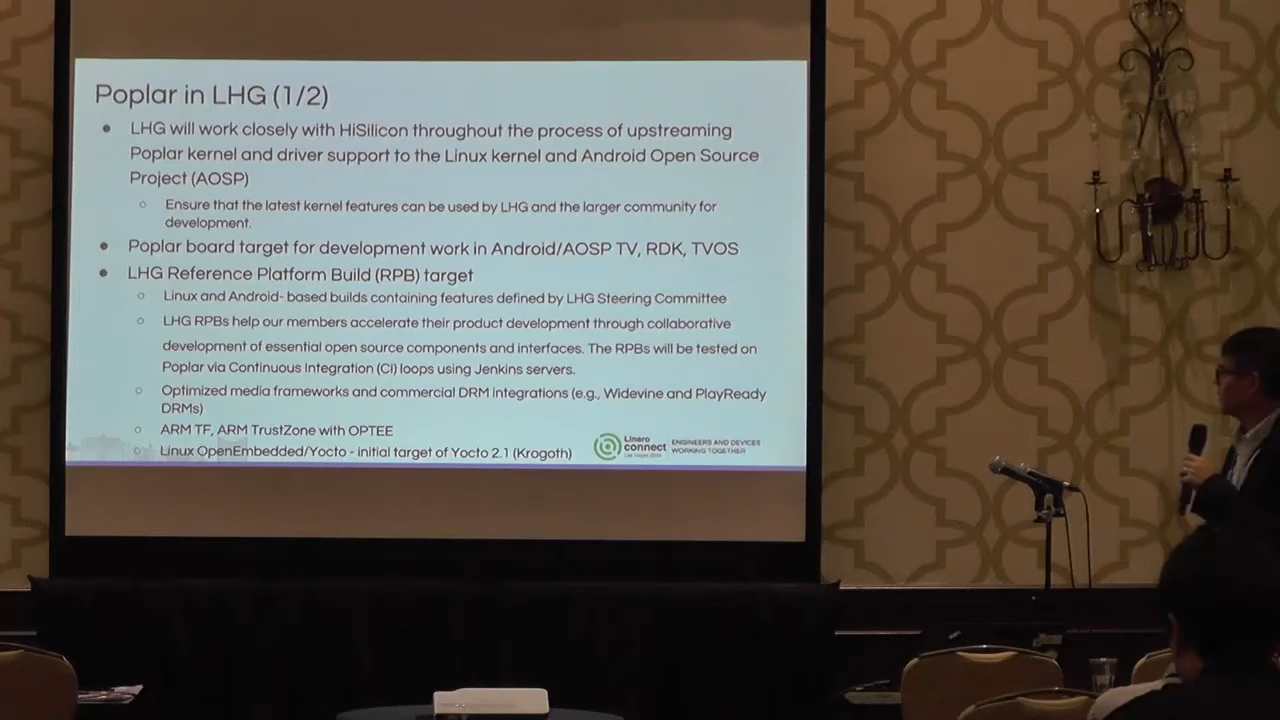 Poplar in LHG (1/2)
LHG will work closely with HiSilicon throughout the process of upstreaming
Poplar kernel and driver support to the Linux kernel and Android Open Source
Project (AOSP)
Ensure that the latest kernel features can be used by LHG and the larger community for
development.
Poplar board target for development work in Android/AOSP TV, RDK, TVOS
LHG Reference Platform Build (RPB) target
Linux and Android- based builds containing features defined by LHG Steering Committee
LHG RPBs help our members accelerate their product development through collaborative
development of essential open source components and interfaces. The RPBs will be tested on
Poplar via Continuous Integration (CI) loops using Jenkins servers.
Optimized media frameworks and commercial DRM integrations (e.g., Widevine and PlayReady
DRMs)
ARM TF, ARM TrustZone with OPTEE
Linux OpenEmbedded/Yocto - initial target of Yocto 2.1 (Krogoth)
Linaro
connect
Las Vegas 2016
ENGINEERS AND DEVICES
WORKING TOGETHER